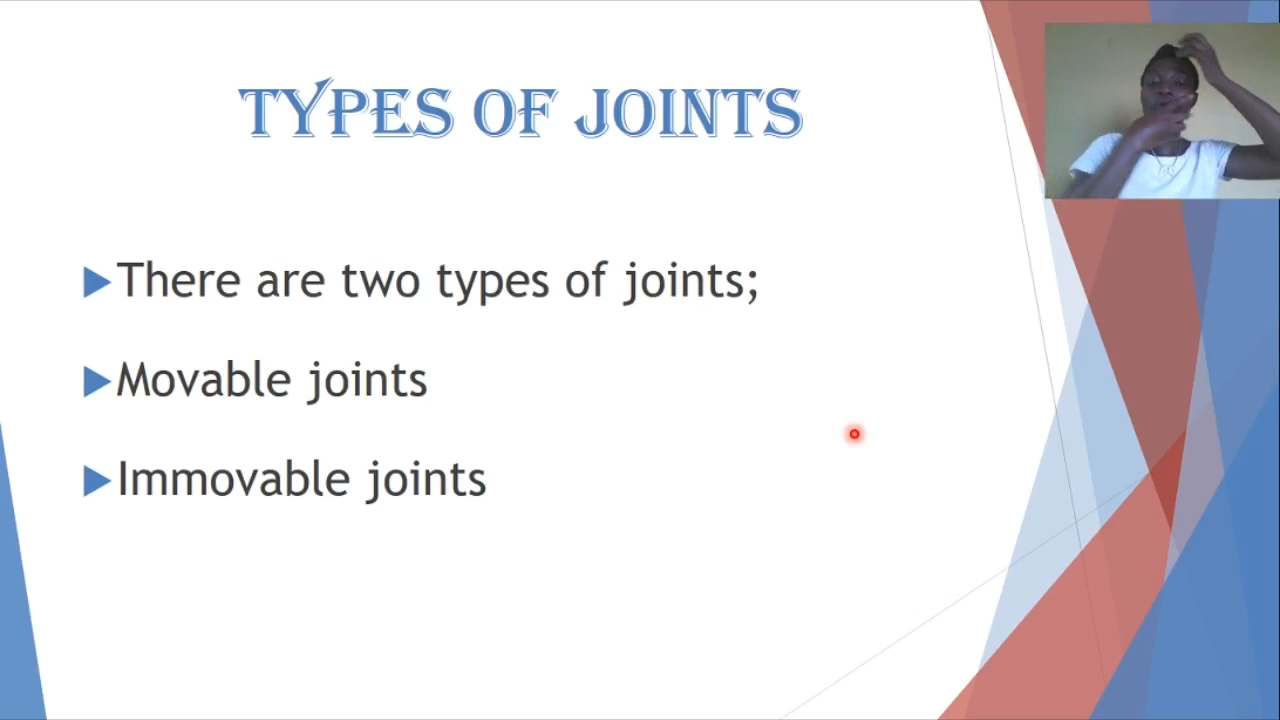 TYPES OF JOINTS
There are two types of joints;
Movable joints
Immovable joints